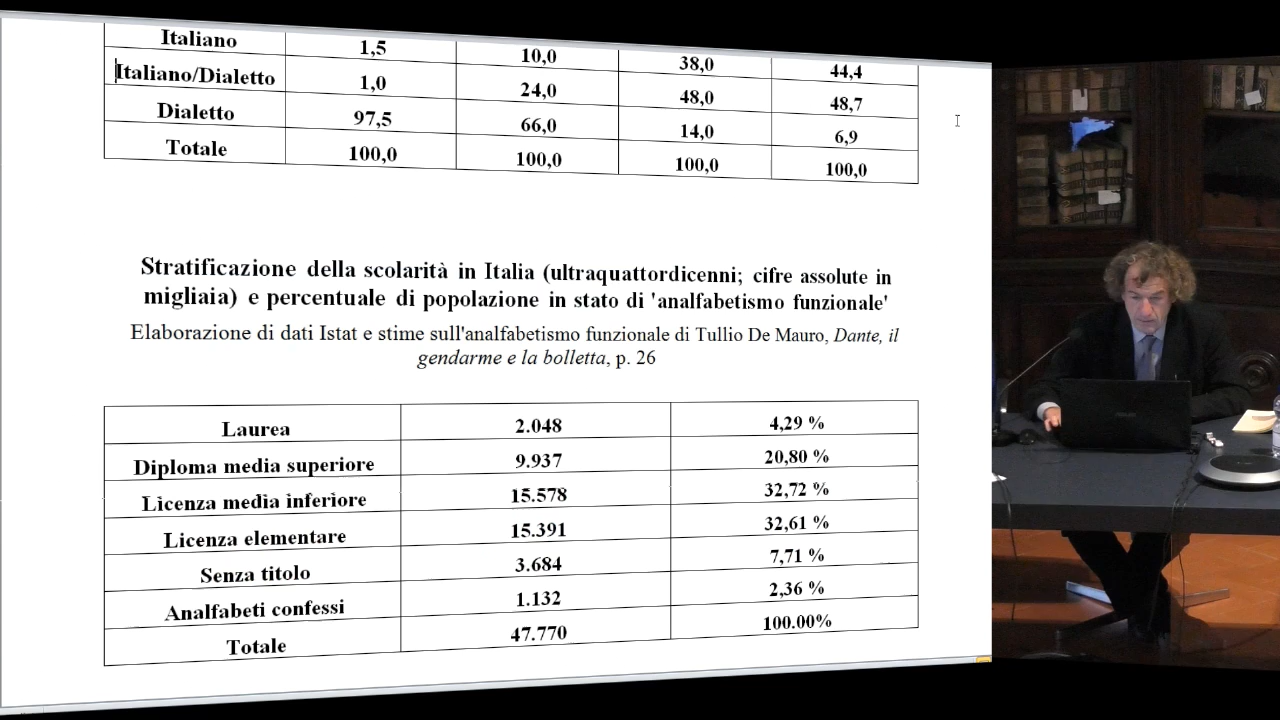 Italiano 1,5 10,0 38,0 44,4
Italiano/Dialetto 1,0 24,0 48,0 48,7
Dialetto 97,5 66,0 14,0 6,9
Totale 100,0 100,0 100,0 100,0
Stratificazione della scolarità in Italia (ultraquattordicenni; cifre assolute in
migliaia) e percentuale di popolazione in stato di 'analfabetismo funzionale'
Elaborazione di dati Istat e stime sull'analfabetismo funzionale di Tullio De Mauro, Dante, il
gendarme e la bolletta, p. 26
Laurea 2.048 4,29 %
Diploma media superiore 9.937 20,80 %
Licenza media inferiore 15.578 32,72 %
Licenza elementare 15.391 32,61 %
Senza titolo 3.684 7,71 %
Analfabeti confessi 1.132 2,36 %
Totale 47.770 100.00%